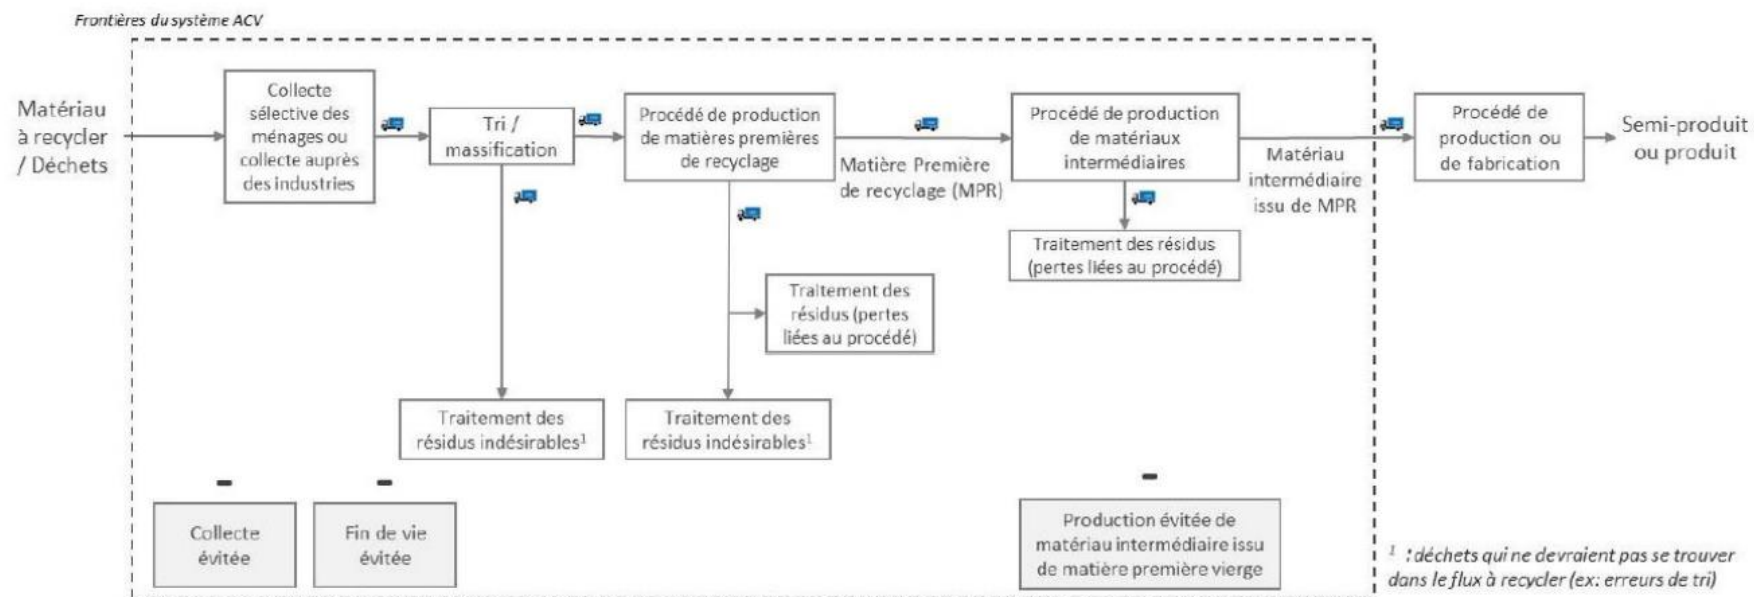 Frontières du système ACV
Matériau
à recycler
/ Déchets
Collecte
sélective des
ménages ou
collecte auprès
des industries
Tri /
massification
Procédé de production
de matières premières
de recyclage
Matière Première
de recyclage (MPR)
Procédé de production
de matériaux
intermédiaires
Matériau
intermédiaire
issu de MPR
Procédé de
production ou
de fabrication
Semi-produit
ou produit
Traitement des résidus
(pertes liées au procédé)
Traitement des
résidus (pertes
liées au procédé)
Traitement des
résidus indésirables¹
Traitement des
résidus indésirables¹
-
Collecte
évitée
-
Fin de vie
évitée
-
Production évitée de
matériau intermédiaire issu
de matière première vierge
¹ : déchets qui ne devraient pas se trouver
dans le flux à recycler (ex: erreurs de tri)